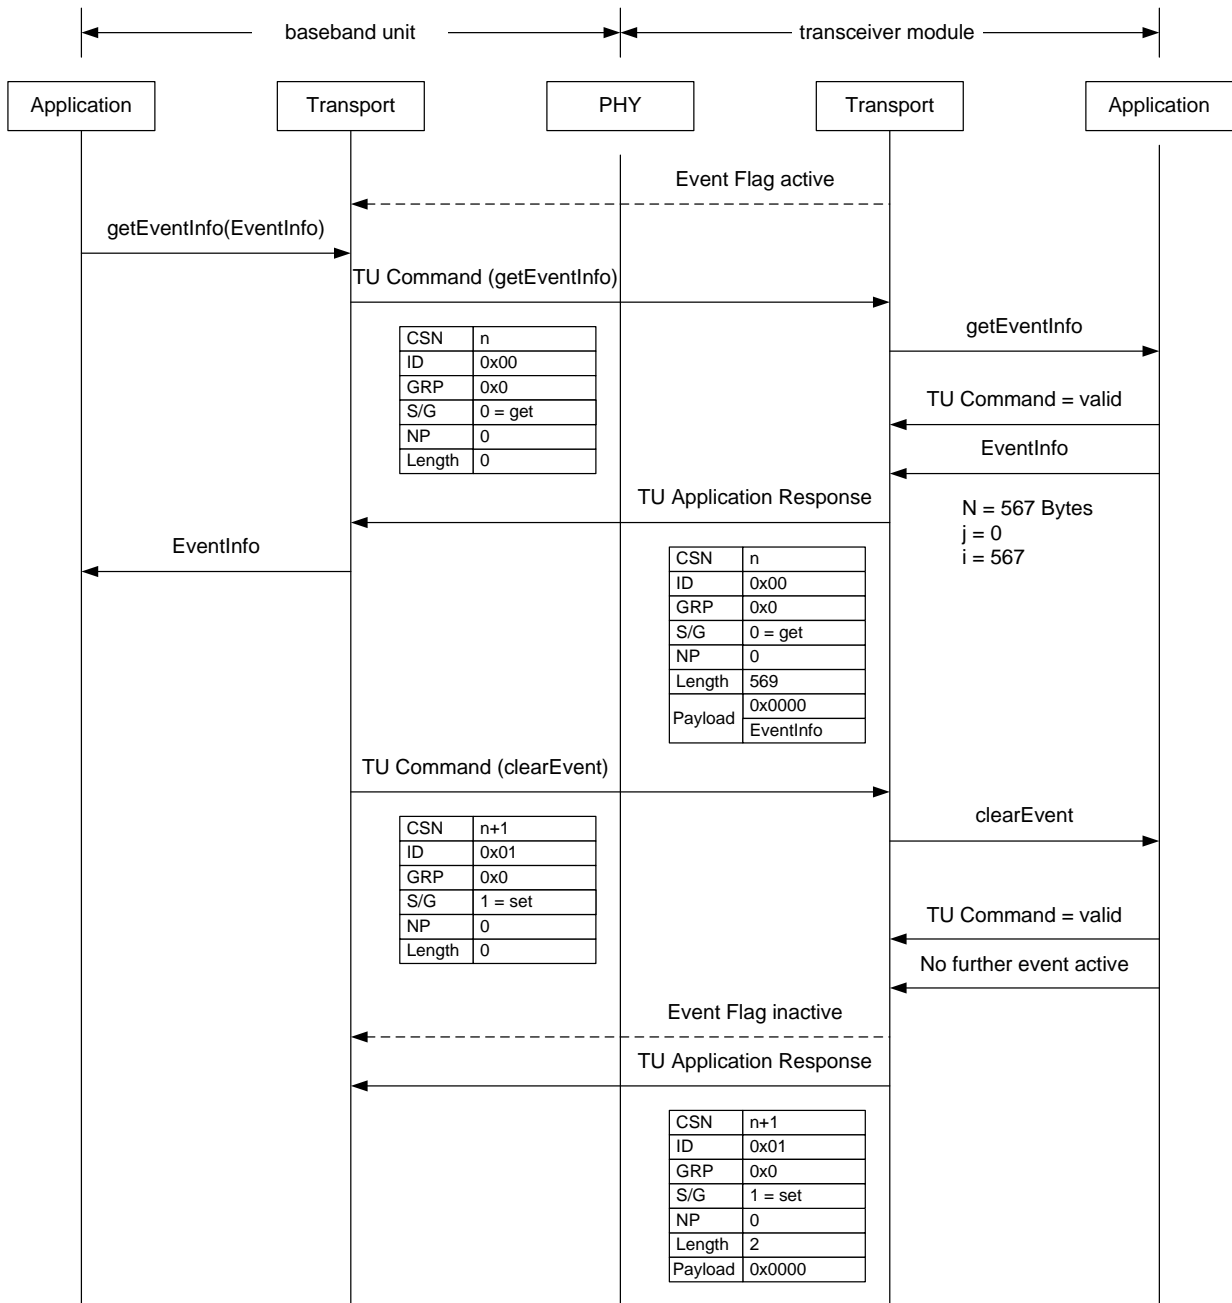 baseband unit transceiver module
Application Transport PHY Transport Application
Event Flag active
getEventInfo(EventInfo)
TU Command (getEventInfo)
CSN n
ID 0x00
GRP 0x0
S/G 0 = get
NP 0
Length 0
getEventInfo
TU Command = valid
EventInfo
N = 567 Bytes
j = 0
i = 567
TU Application Response
EventInfo
CSN n
ID 0x00
GRP 0x0
S/G 0 = get
NP 0
Length 569
Payload 0x0000
EventInfo
TU Command (clearEvent)
CSN n+1
ID 0x01
GRP 0x0
S/G 1 = set
NP 0
Length 0
clearEvent
TU Command = valid
No further event active
Event Flag inactive
TU Application Response
CSN n+1
ID 0x01
GRP 0x0
S/G 1 = set
NP 0
Length 2
Payload 0x0000